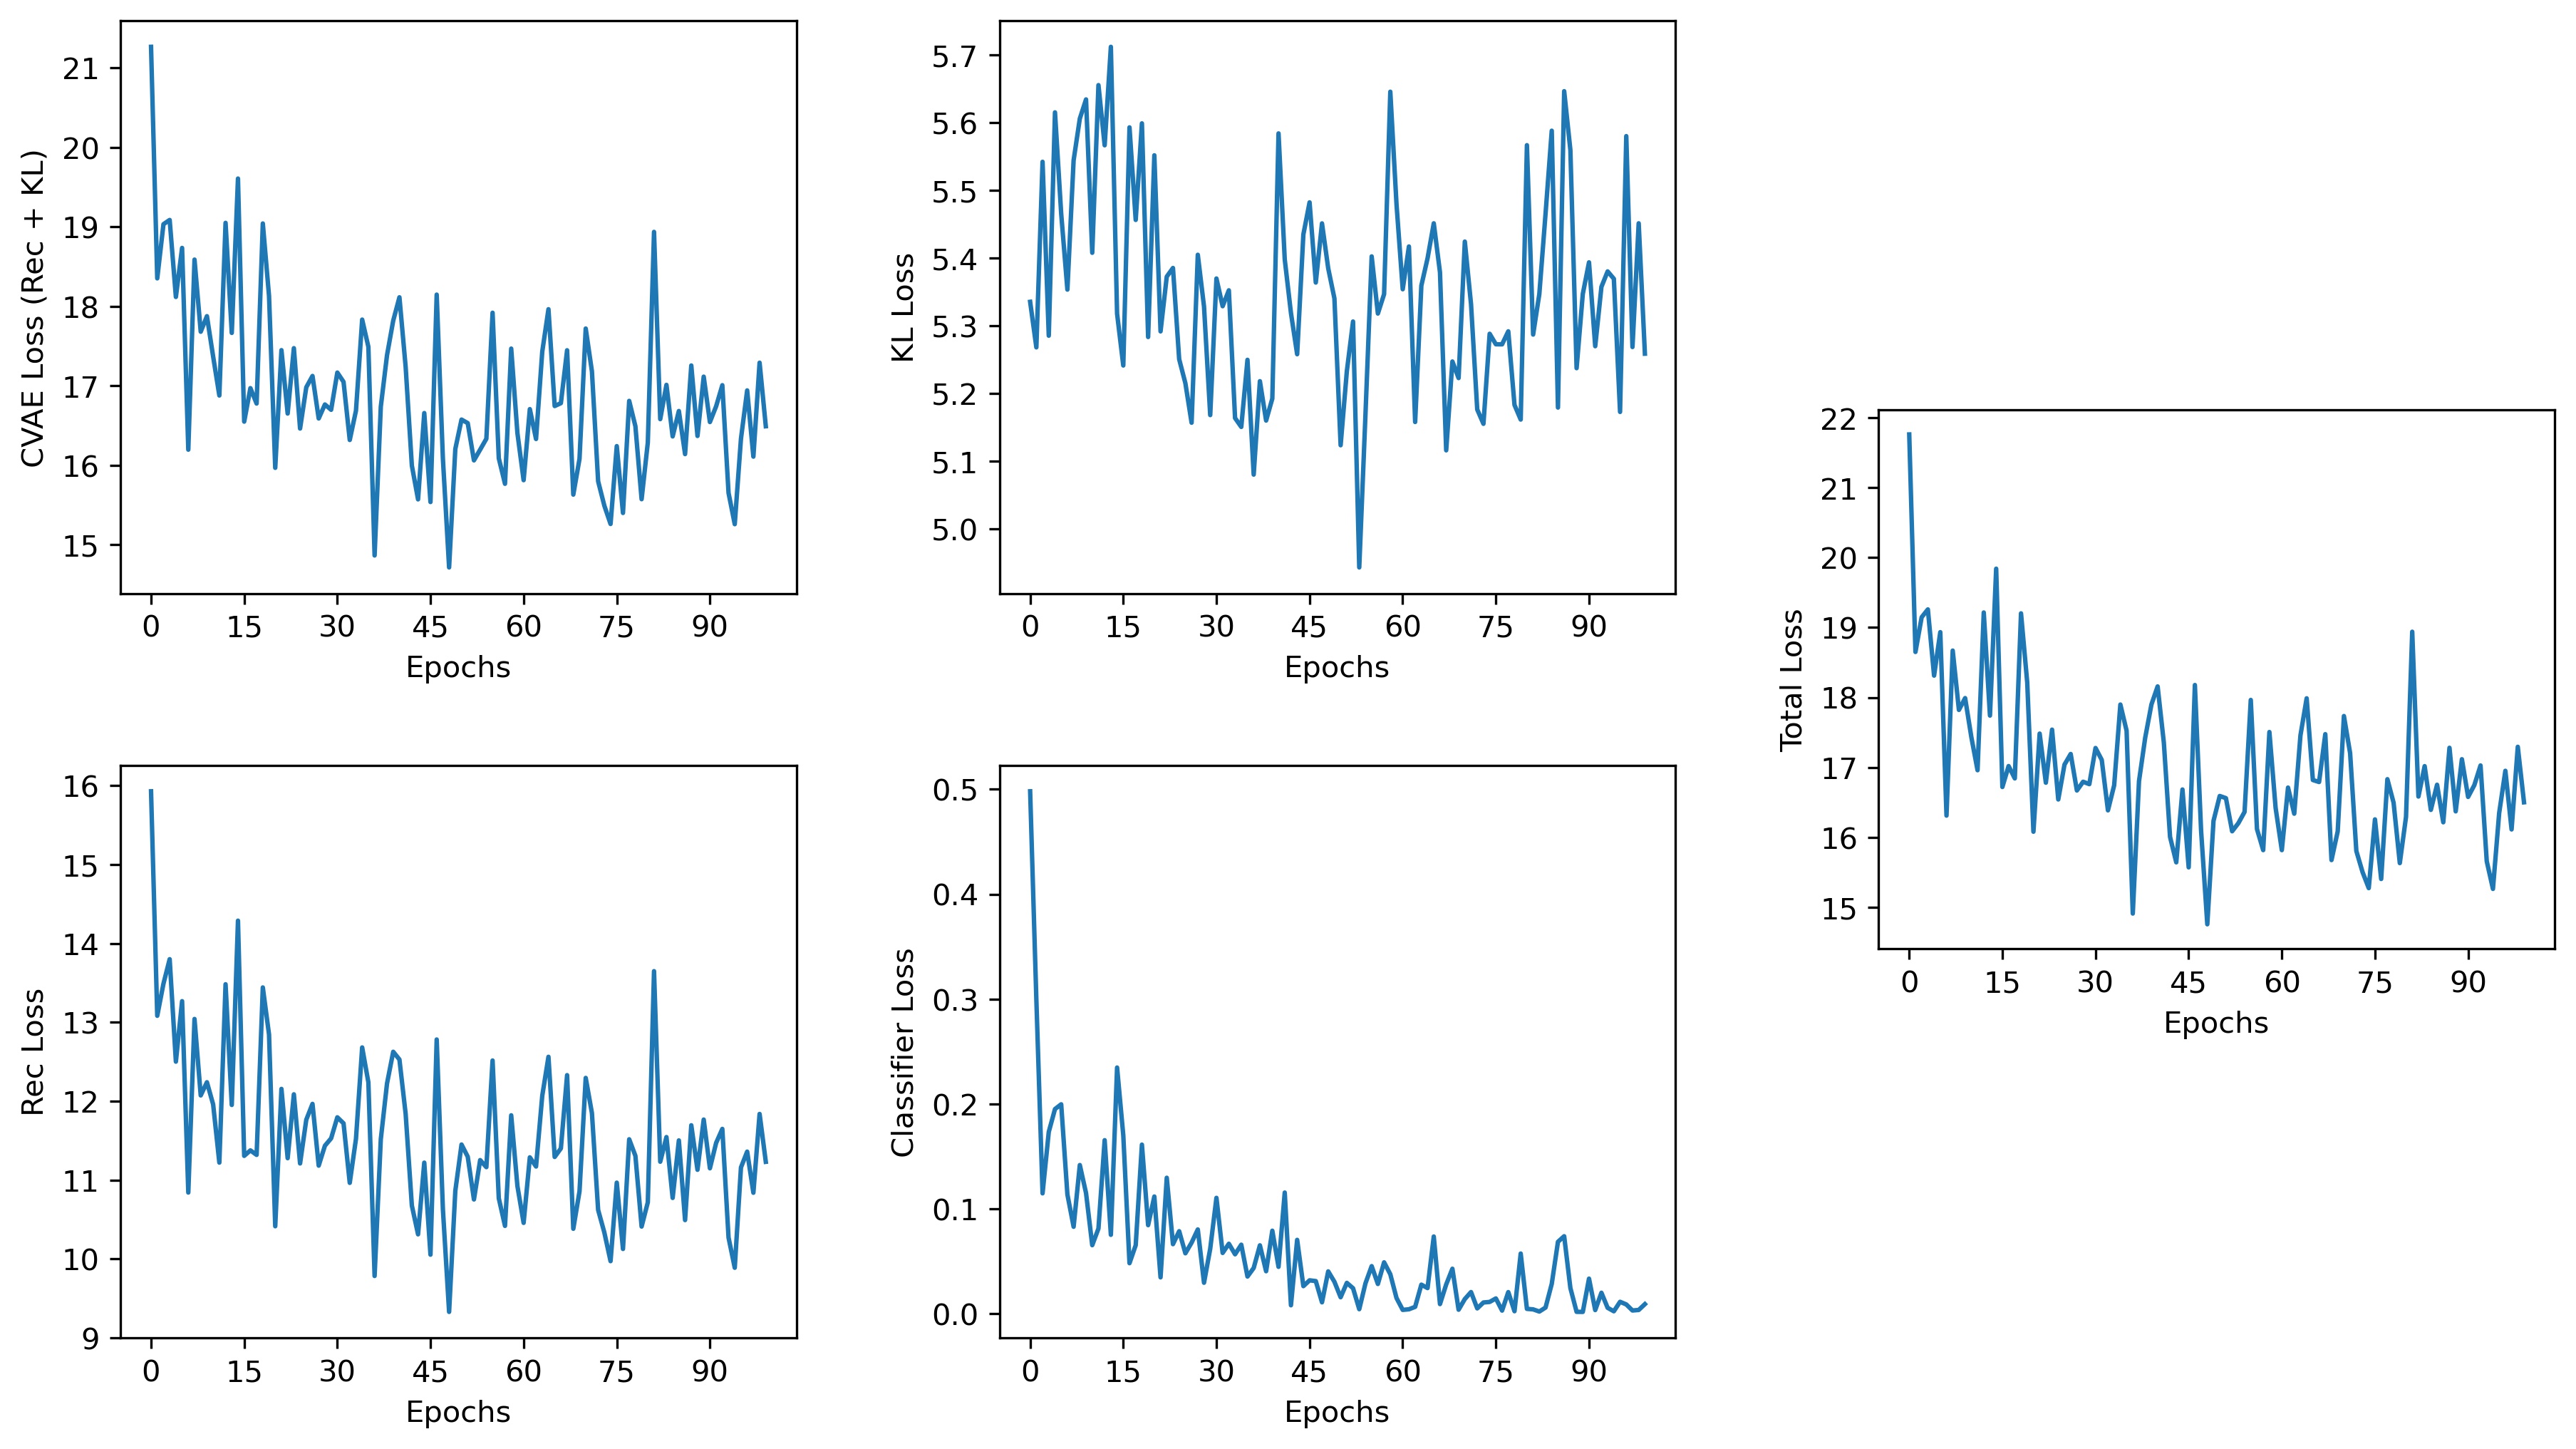 CVAE Loss (Rec + KL)
21
20
19
18
17
16
15
0 15 30 45 60 75 90
Epochs
KL Loss
5.7
5.6
5.5
5.4
5.3
5.2
5.1
5.0
0 15 30 45 60 75 90
Epochs
Rec Loss
16
15
14
13
12
11
10
9
0 15 30 45 60 75 90
Epochs
Classifier Loss
0.5
0.4
0.3
0.2
0.1
0.0
0 15 30 45 60 75 90
Epochs
Total Loss
22
21
20
19
18
17
16
15
0 15 30 45 60 75 90
Epochs